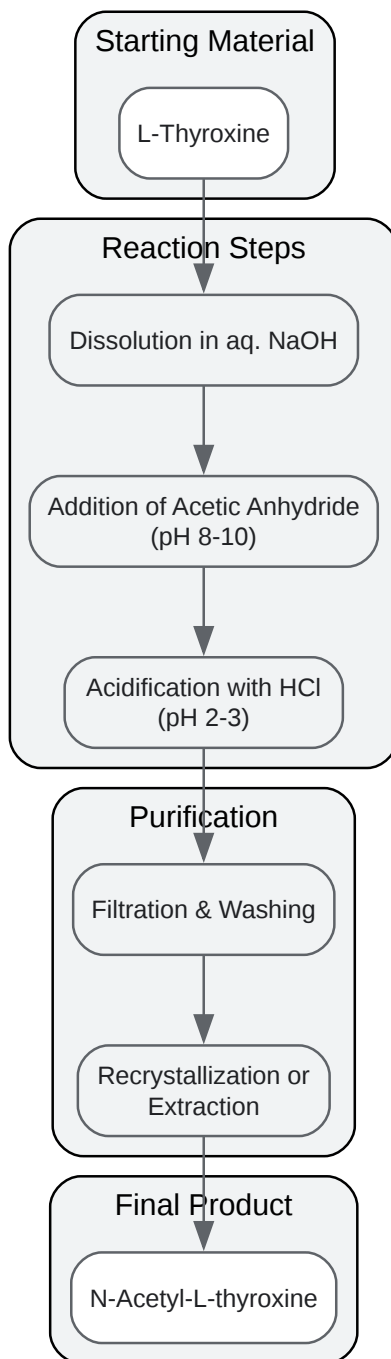 Starting Material
L-Thyroxine
Reaction Steps
Dissolution in aq. NaOH
Addition of Acetic Anhydride
(pH 8-10)
Acidification with HCl
(pH 2-3)
Purification
Filtration & Washing
Recrystallization or
Extraction
Final Product
N-Acetyl-L-thyroxine